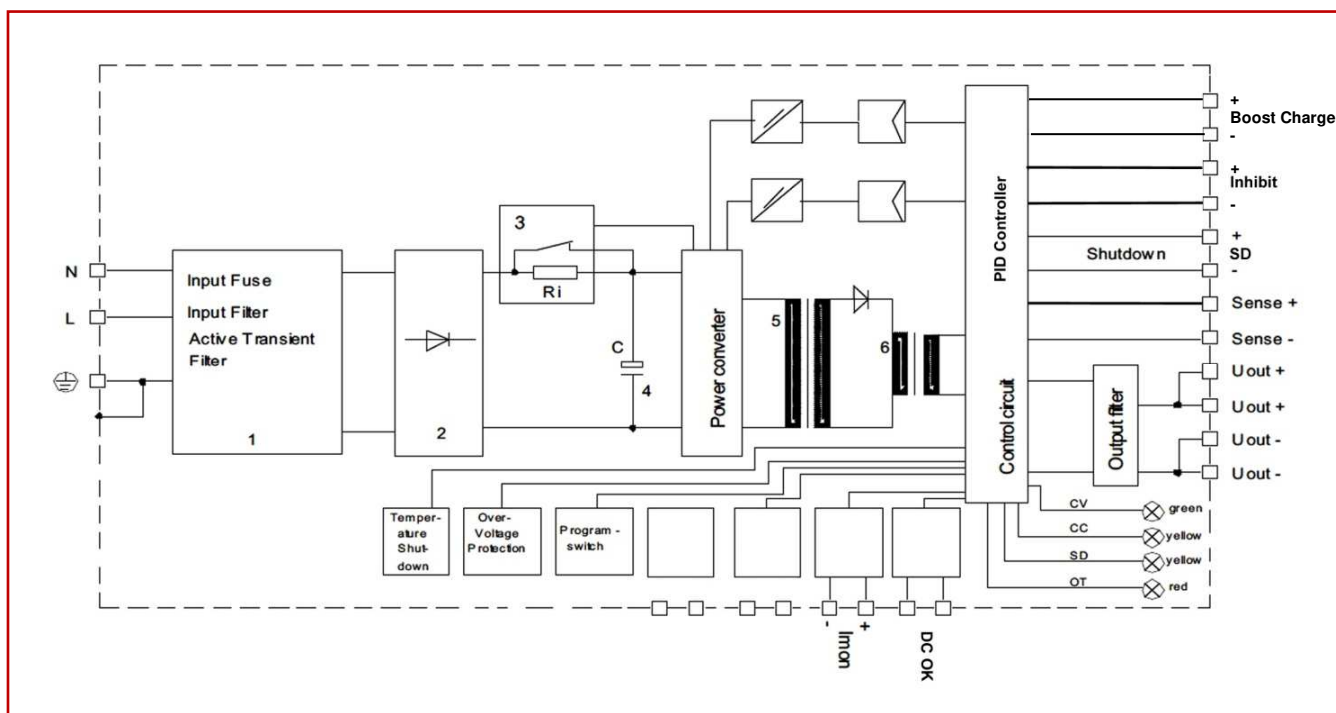 +
Boost Charge
-
+
Inhibit
-
+
Shutdown SD
-
Sense +
Sense -
Uout +
Uout +
Uout -
Uout -
N
L
Input Fuse
Input Filter
Active Transient
Filter
1
2
3
Ri
C
4
Power converter
5
6
PID Controller
Control circuit
Output filter
Temper-
ature
Shut-
down
Over-
Voltage
Protection
Program -
switch
CV
green
CC
yellow
SD
yellow
OT
red
- +
Imon
DC OK